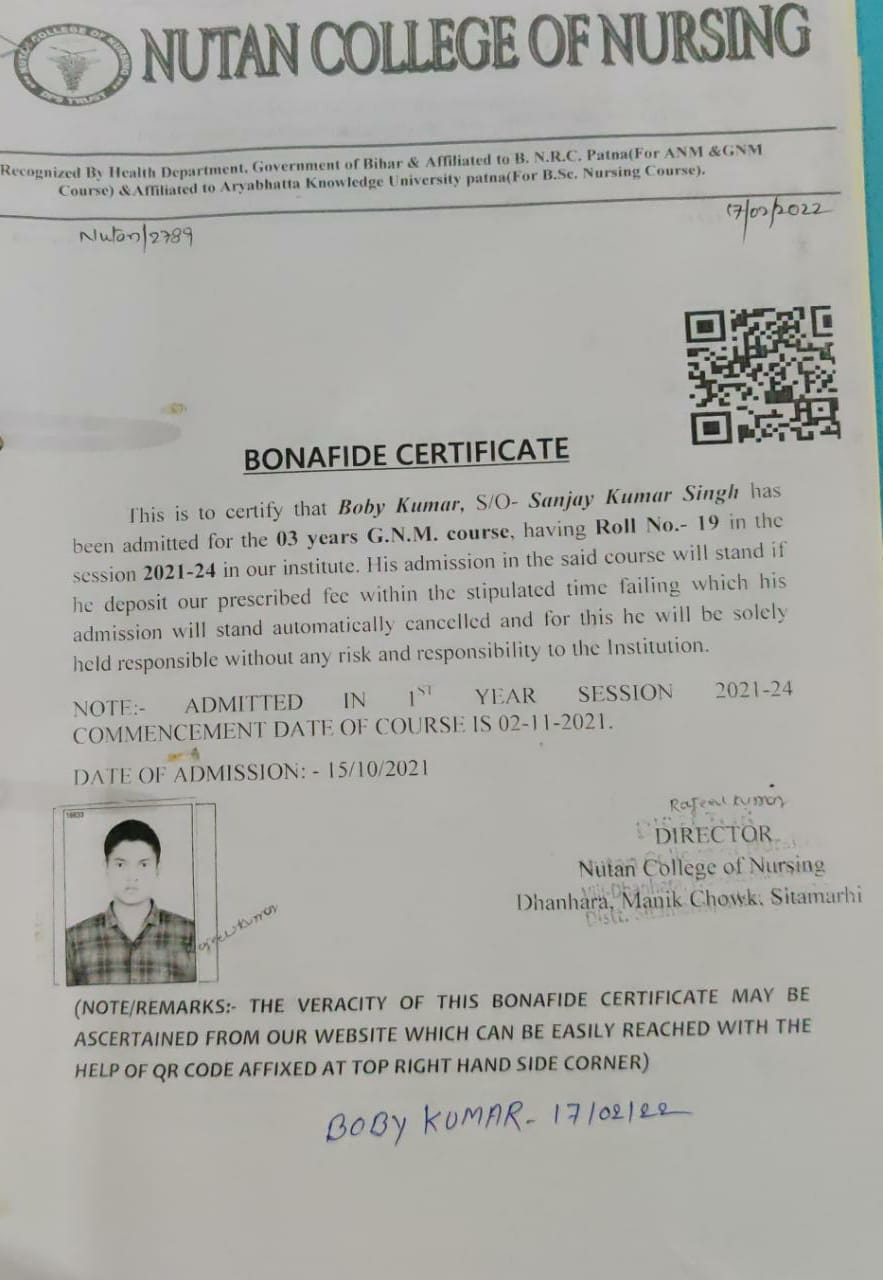 NUTAN COLLEGE OF NURSING
NUTAN COLLEGE OF NURSING
DPS TRUST
Recognized By Health Department, Government of Bihar & Affiliated to B. N.R.C. Patna(For ANM &GNM
Course) &Affiliated to Aryabhatta Knowledge University patna(For B.Sc. Nursing Course).
Nutan/2789
17/02/2022
BONAFIDE CERTIFICATE
This is to certify that Boby Kumar, S/O- Sanjay Kumar Singh has
been admitted for the 03 years G.N.M. course, having Roll No.- 19 in the
session 2021-24 in our institute. His admission in the said course will stand if
he deposit our prescribed fee within the stipulated time failing which his
admission will stand automatically cancelled and for this he will be solely
held responsible without any risk and responsibility to the Institution.
NOTE:- ADMITTED IN 1ST YEAR SESSION 2021-24
COMMENCEMENT DATE OF COURSE IS 02-11-2021.
DATE OF ADMISSION: - 15/10/2021
DIRECTOR
Nutan College of Nursing
Dhanhara, Manik Chowk, Sitamarhi
(NOTE/REMARKS:- THE VERACITY OF THIS BONAFIDE CERTIFICATE MAY BE
ASCERTAINED FROM OUR WEBSITE WHICH CAN BE EASILY REACHED WITH THE
HELP OF QR CODE AFFIXED AT TOP RIGHT HAND SIDE CORNER)
BOBY KUMAR- 17/02/22